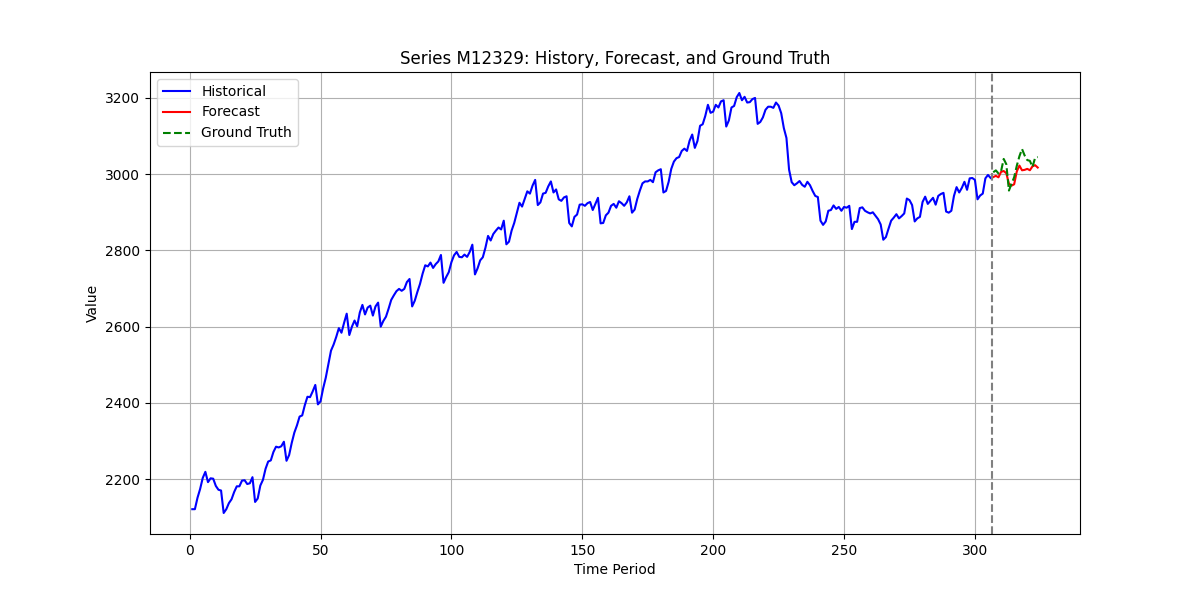 Series M12329: History, Forecast, and Ground Truth
Historical
Forecast
Ground Truth
3200
3000
2800
2600
2400
2200
Value
0 50 100 150 200 250 300
Time Period